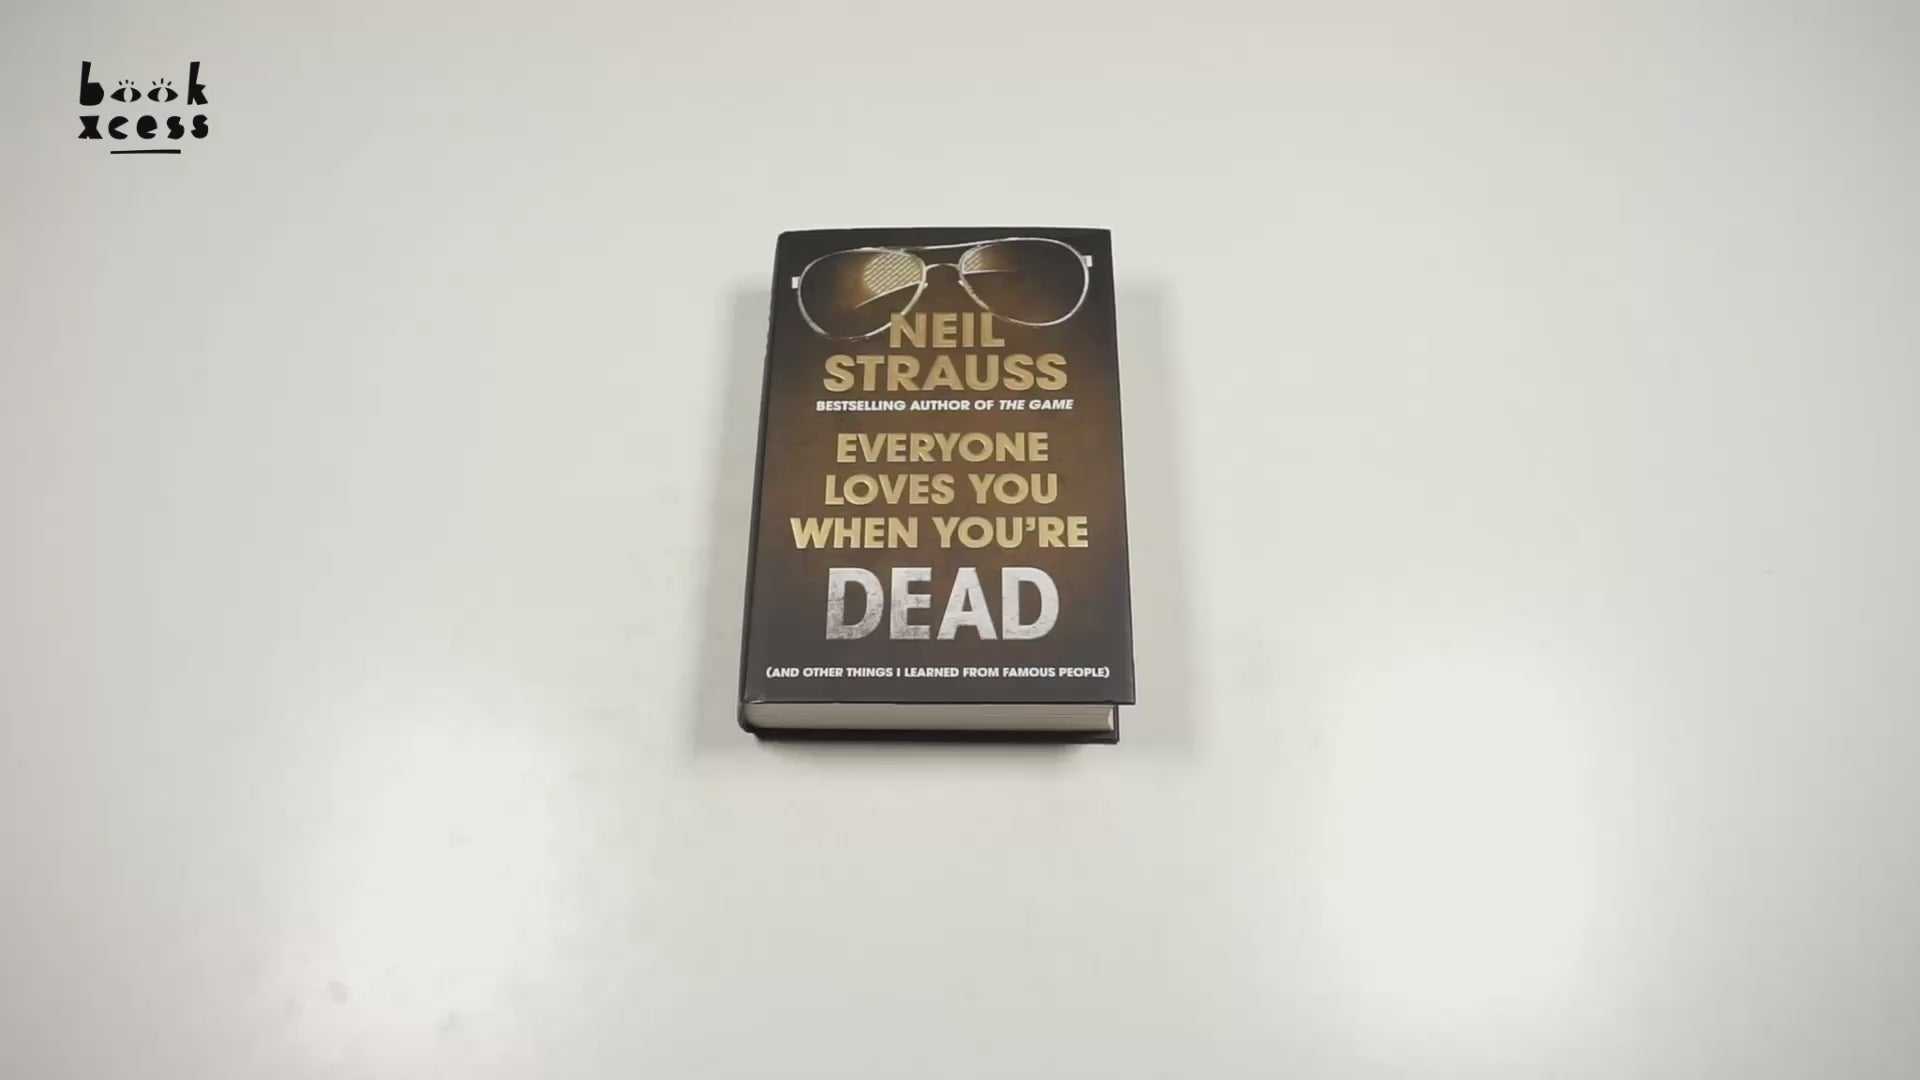 book
xcess
NEIL
STRAUSS
BESTSELLING AUTHOR OF THE GAME
EVERYONE
LOVES YOU
WHEN YOU'RE
DEAD
(AND OTHER THINGS I LEARNED FROM FAMOUS PEOPLE)